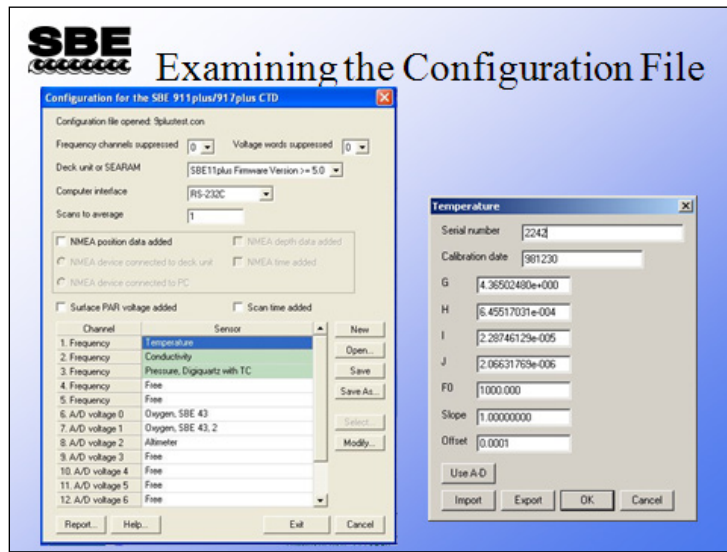 SBE
Examining the Configuration File
Configuration for the SBE 911plus/917plus CTD
Configuration file opened: 9plustest.con
Frequency channels suppressed 0 Voltage words suppressed 0
Deck unit or SEARAM SBE11plus Firmware Version >= 5.0
Computer interface RS-232C
Scans to average 1
NMEA position data added NMEA depth data added
NMEA device connected to deck unit NMEA time added
NMEA device connected to PC
Surface PAR voltage added Scan time added
Channel Sensor
1. Frequency Temperature
2. Frequency Conductivity
3. Frequency Pressure, Digiquartz with TC
4. Frequency Free
5. Frequency Free
6. A/D voltage 0 Oxygen, SBE 43
7. A/D voltage 1 Oxygen, SBE 43, 2
8. A/D voltage 2 Altimeter
9. A/D voltage 3 Free
10. A/D voltage 4 Free
11. A/D voltage 5 Free
12. A/D voltage 6 Free
New
Open...
Save
Save As...
Select...
Modify...
Report... Help... Exit Cancel
Temperature
Serial number 2242
Calibration date 981230
G 4.36502480e+000
H 6.45517031e-004
I 2.28746129e-005
J 2.06631769e-006
F0 1000.000
Slope 1.00000000
Offset 0.0001
Use A-D
Import Export OK Cancel